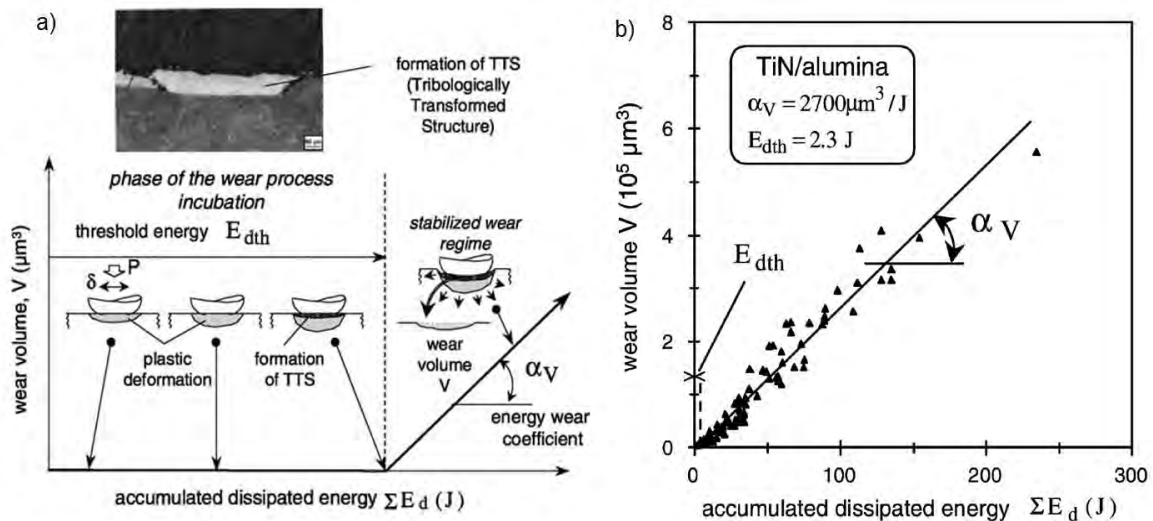 a)
formation of TTS
(Tribologically
Transformed
Structure)
phase of the wear process
incubation
threshold energy E_dth
stabilized wear
regime
P
δ
plastic
deformation
formation
of TTS
wear
volume
V
α_V
energy wear
coefficient
wear volume, V (µm³)
accumulated dissipated energy ΣE_d (J)
b)
8
6
4
2
0
TiN/alumina
α_V = 2700µm³/J
E_dth = 2.3 J
E_dth
α_V
wear volume V (10⁵ µm³)
0 50 100 150 200 250 300
accumulated dissipated energy ΣE_d (J)